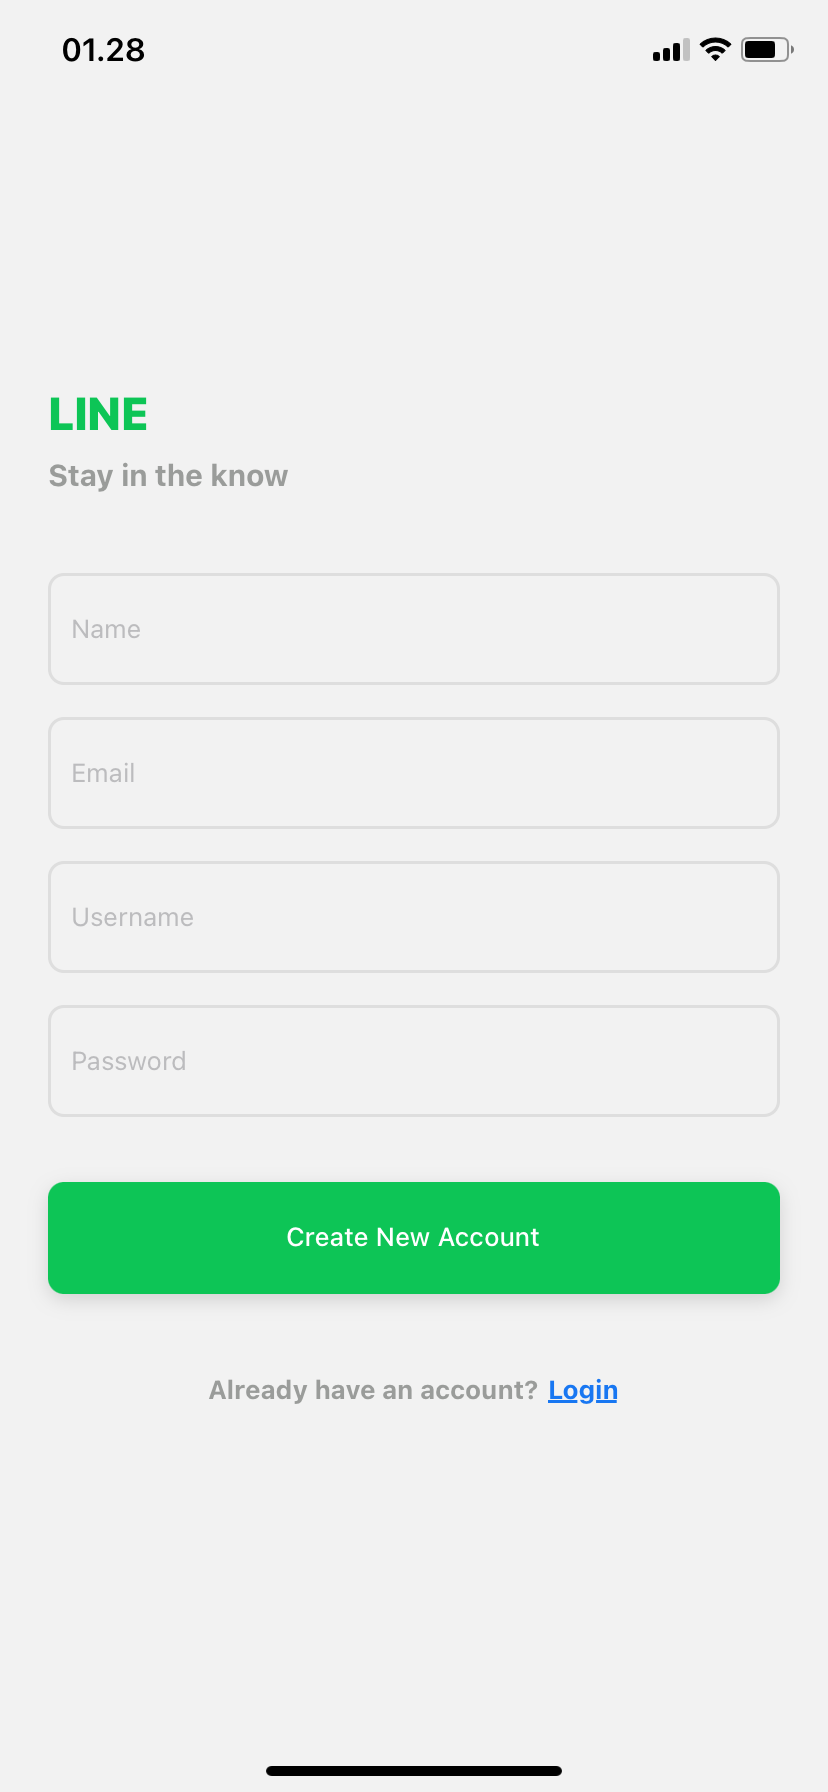 01.28
LINE
Stay in the know
Name
Email
Username
Password
Create New Account
Already have an account? Login